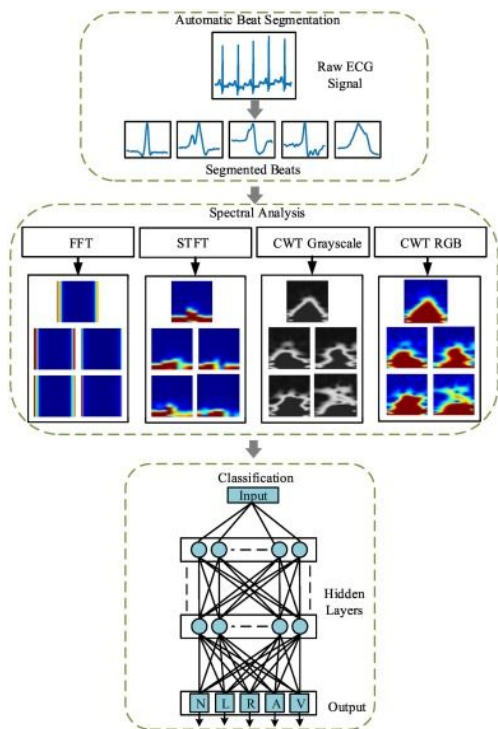 Automatic Beat Segmentation
Raw ECG
Signal
Segmented Beats
Spectral Analysis
FFT
STFT
CWT Grayscale
CWT RGB
Classification
Input
Hidden
Layers
N L R A V
Output